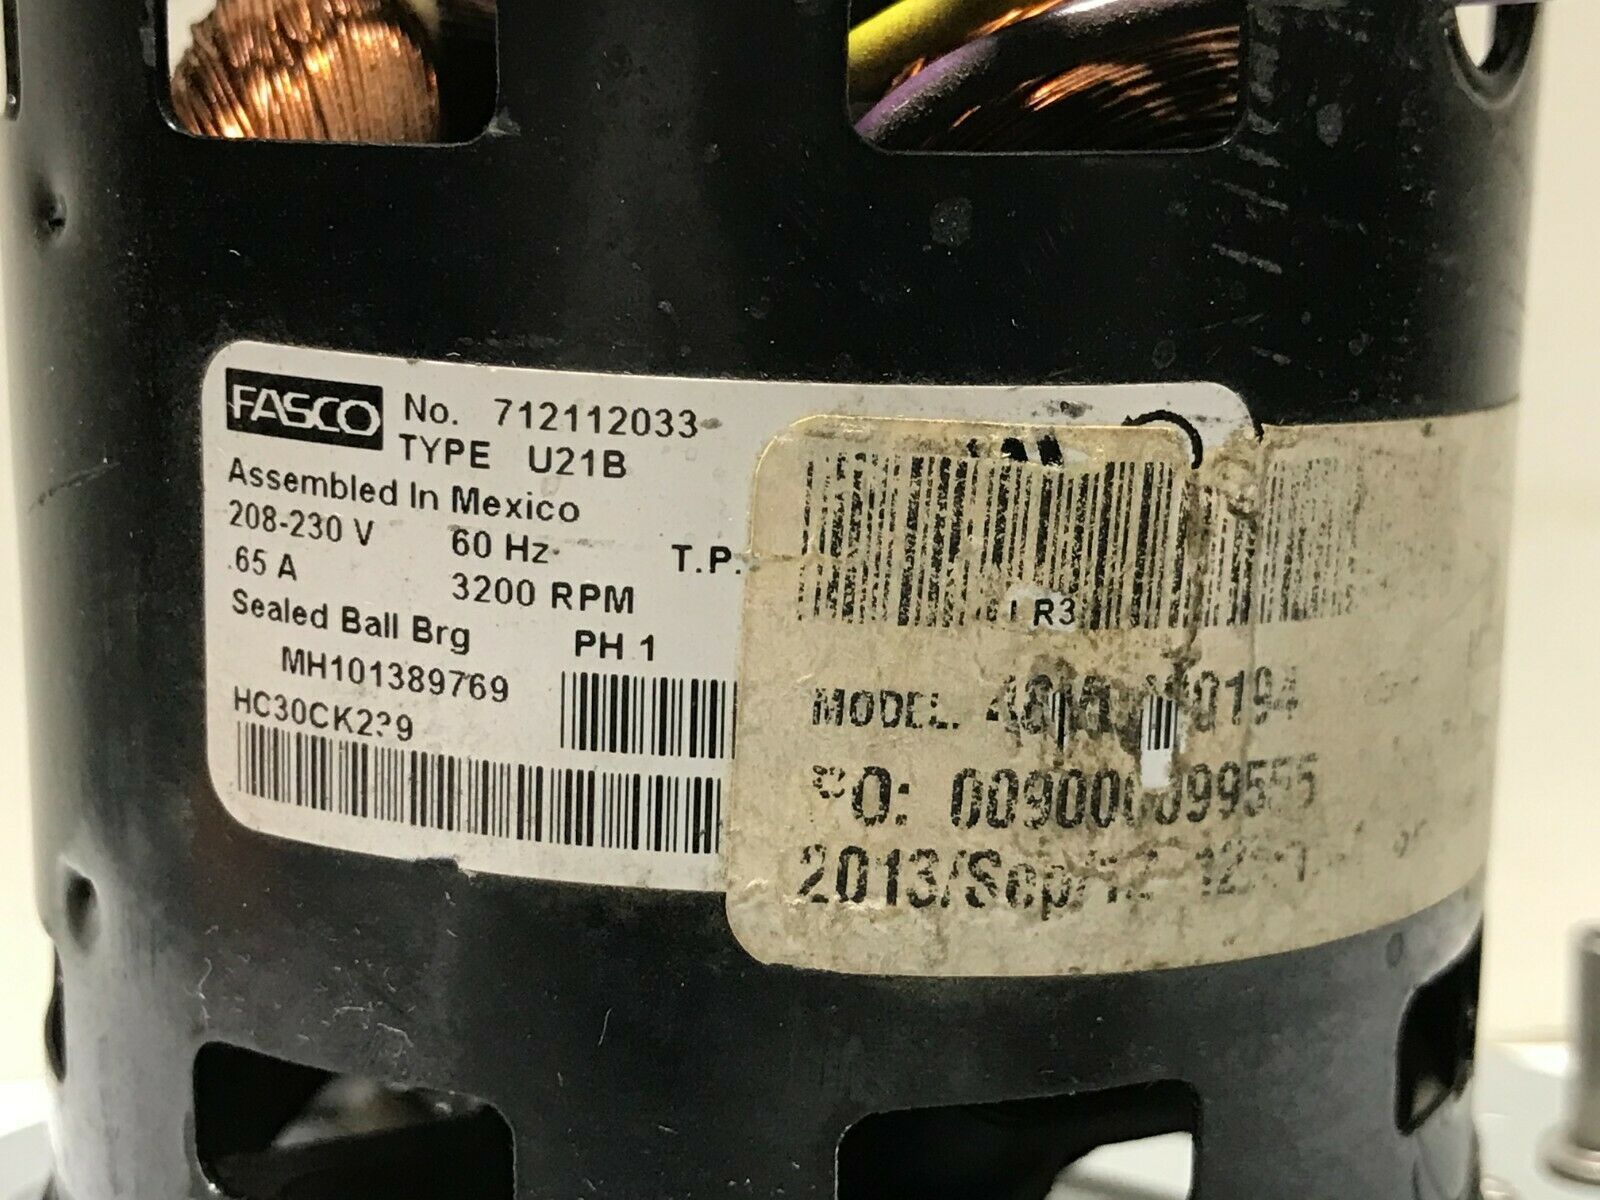 FASCO No. 712112033
TYPE U21B
Assembled In Mexico
208-230 V 60 Hz T.P.
.65 A 3200 RPM
Sealed Ball Brg PH 1
MH101389769
R3
MODEL.
2013/Sep/12